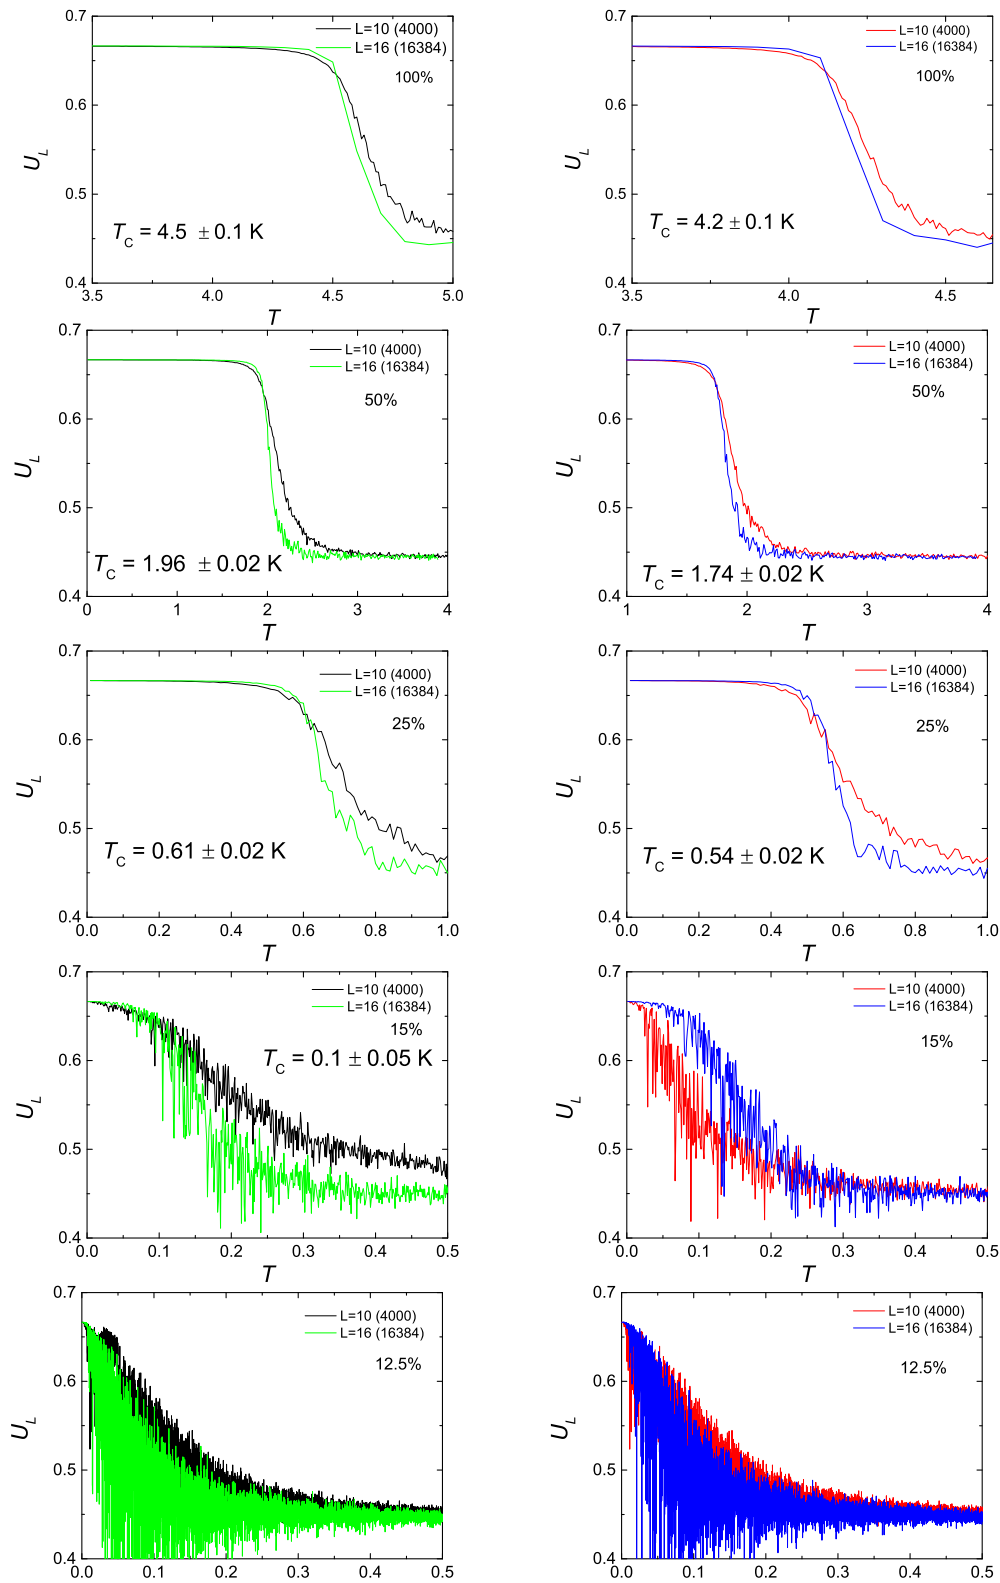 0.7
0.6
0.5
0.4
U_L
L=10 (4000)
L=16 (16384)
100%
T_C = 4.5 ±0.1 K
3.5 4.0 4.5 5.0
T
0.7
0.6
0.5
0.4
U_L
L=10 (4000)
L=16 (16384)
100%
T_C = 4.2 ±0.1 K
3.5 4.0 4.5
T
0.7
0.6
0.5
0.4
U_L
L=10 (4000)
L=16 (16384)
50%
T_C = 1.96 ±0.02 K
0 1 2 3 4
T
0.7
0.6
0.5
0.4
U_L
L=10 (4000)
L=16 (16384)
50%
T_C = 1.74 ±0.02 K
1 2 3 4
T
0.7
0.6
0.5
0.4
U_L
L=10 (4000)
L=16 (16384)
25%
T_C = 0.61 ±0.02 K
0.0 0.2 0.4 0.6 0.8 1.0
T
0.7
0.6
0.5
0.4
U_L
L=10 (4000)
L=16 (16384)
25%
T_C = 0.54 ±0.02 K
0.0 0.2 0.4 0.6 0.8 1.0
T
0.7
0.6
0.5
0.4
U_L
L=10 (4000)
L=16 (16384)
15%
T_C = 0.1 ±0.05 K
0.0 0.1 0.2 0.3 0.4 0.5
T
0.7
0.6
0.5
0.4
U_L
L=10 (4000)
L=16 (16384)
15%
0.0 0.1 0.2 0.3 0.4 0.5
T
0.7
0.6
0.5
0.4
U_L
L=10 (4000)
L=16 (16384)
12.5%
0.0 0.1 0.2 0.3 0.4 0.5
0.7
0.6
0.5
0.4
U_L
L=10 (4000)
L=16 (16384)
12.5%
0.0 0.1 0.2 0.3 0.4 0.5